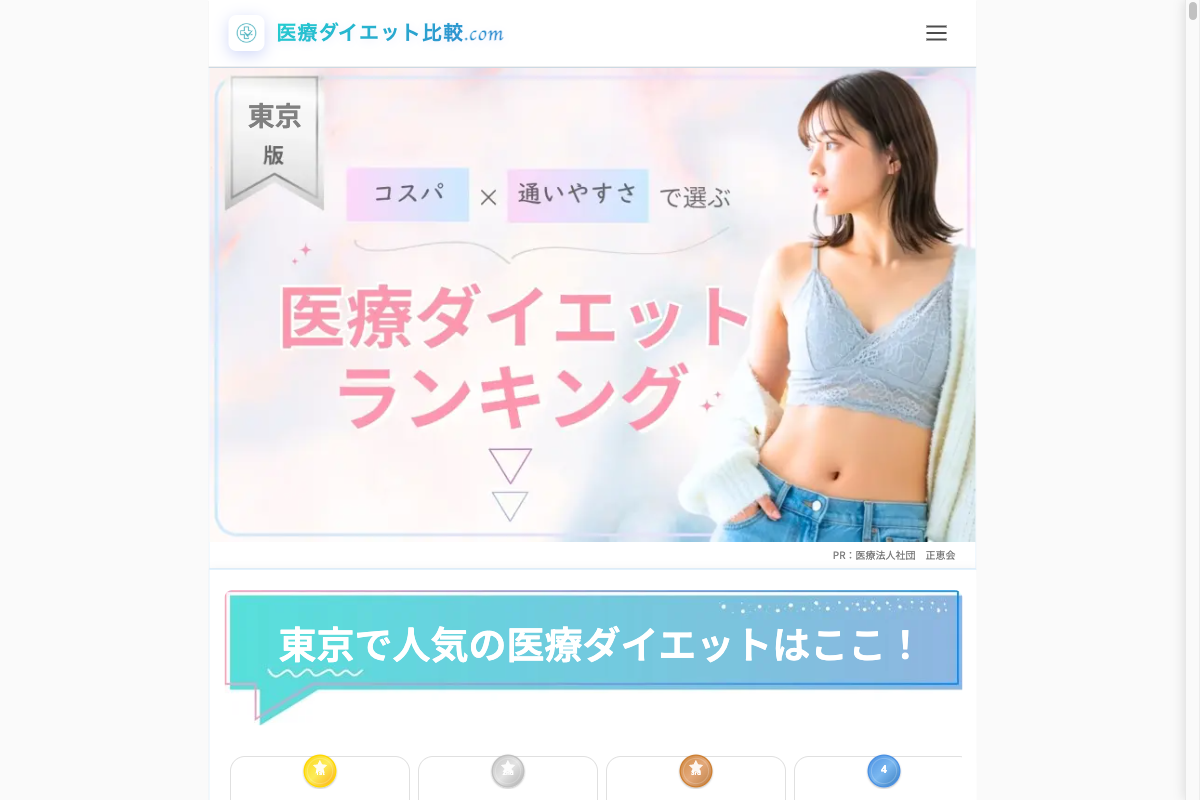 医療ダイエット比較.com
東京
版
コスパ × 通いやすさ で選ぶ
医療ダイエット
ランキング
PR：医療法人社団　正恵会
東京で人気の医療ダイエットはここ！
4